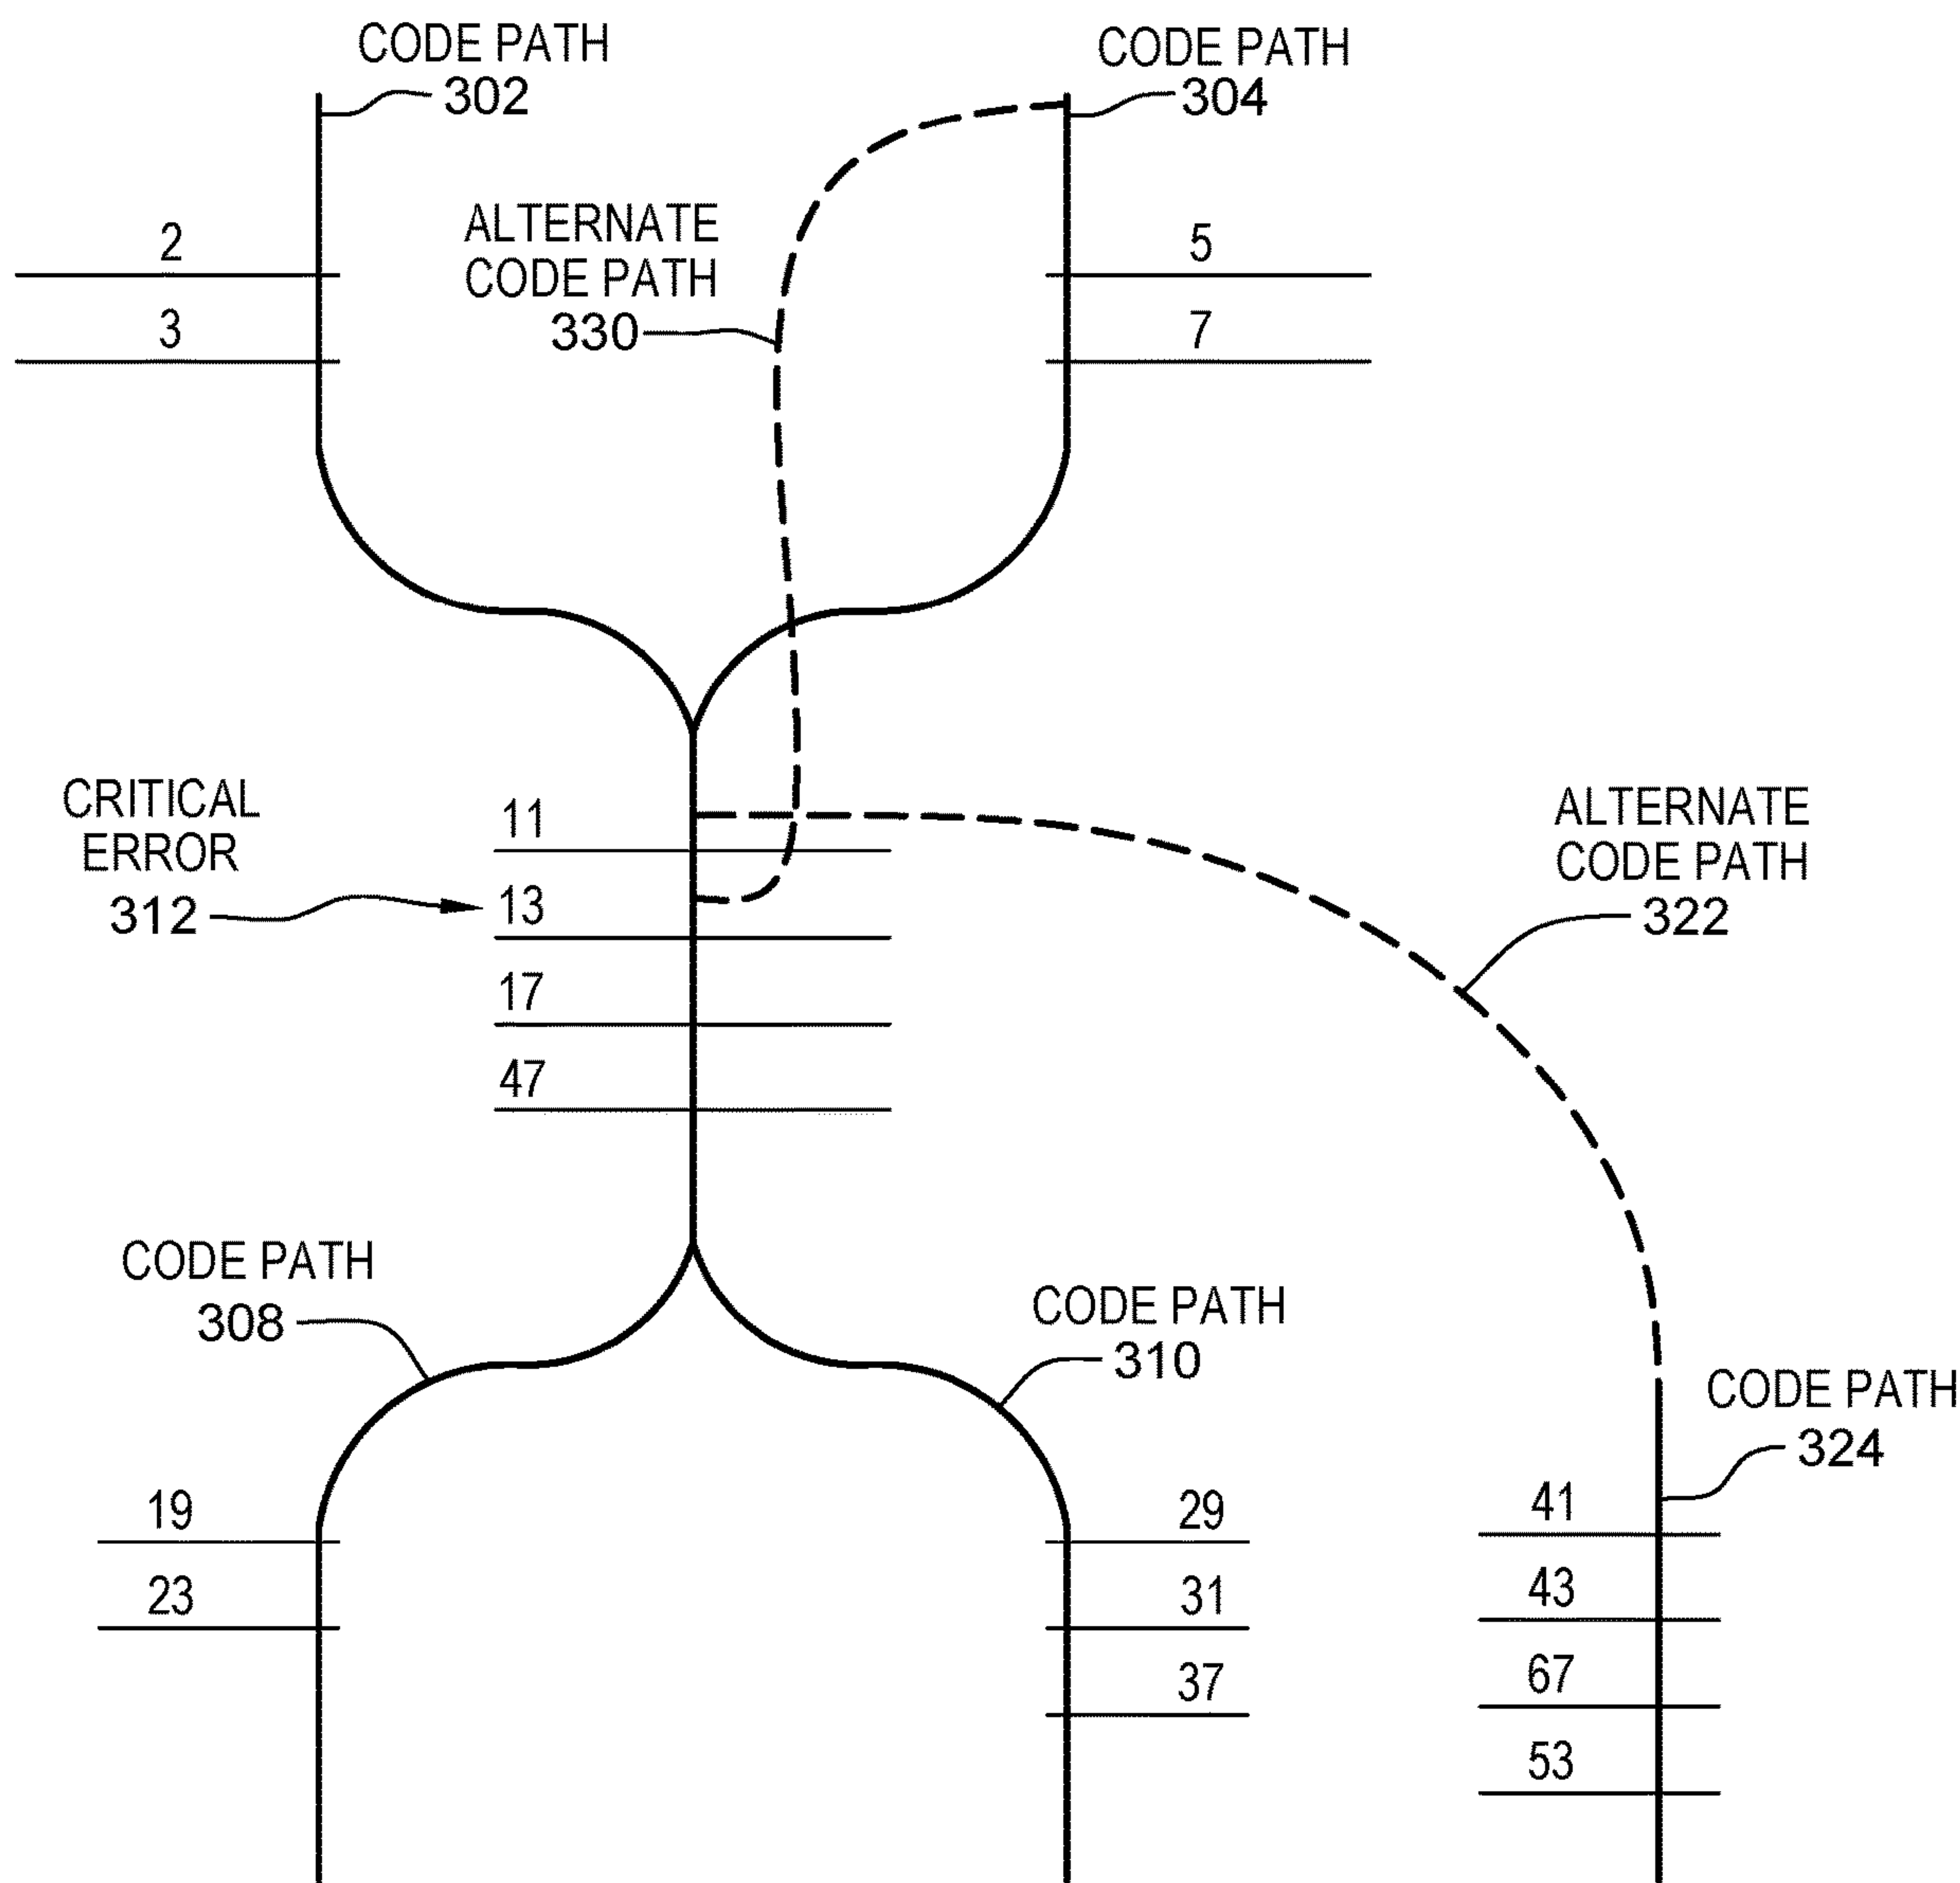 CODE PATH
302
CODE PATH
304
2
3
ALTERNATE
CODE PATH
330
5
7
CRITICAL
ERROR
312
11
13
17
47
ALTERNATE
CODE PATH
322
CODE PATH
308
CODE PATH
310
CODE PATH
324
19
23
29
31
37
41
43
67
53